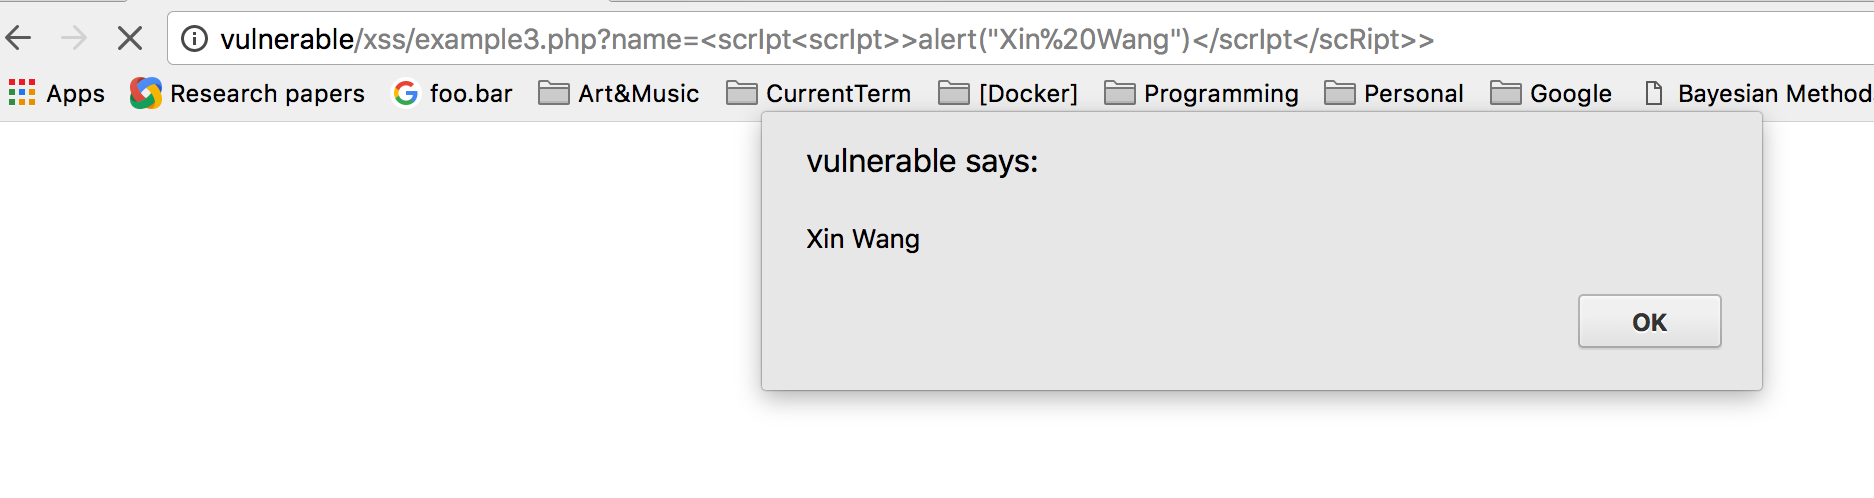 vulnerable/xss/example3.php?name=<scrIpt<scrIpt>>alert("Xin%20Wang")</scrIpt</scRipt>>
Apps Research papers foo.bar Art&Music CurrentTerm [Docker] Programming Personal Google Bayesian Method
vulnerable says:
Xin Wang
OK